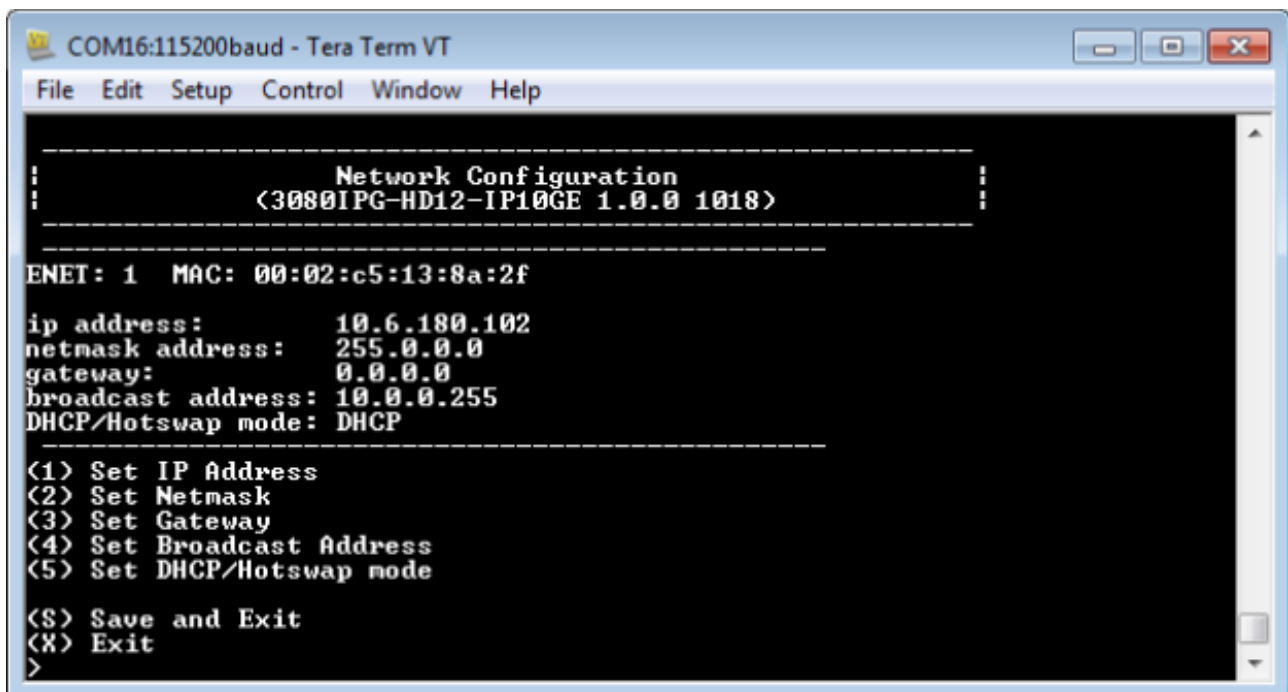 COM16:115200baud - Tera Term VT
File Edit Setup Control Window Help
Network Configuration
(3080IPG-HD12-IP10GE 1.0.0 1018)
ENET: 1 MAC: 00:02:c5:13:8a:2f
ip address: 10.6.180.102
netmask address: 255.0.0.0
gateway: 0.0.0.0
broadcast address: 10.0.0.255
DHCP/Hotswap mode: DHCP
(1) Set IP Address
(2) Set Netmask
(3) Set Gateway
(4) Set Broadcast Address
(5) Set DHCP/Hotswap mode
(S) Save and Exit
(X) Exit
>